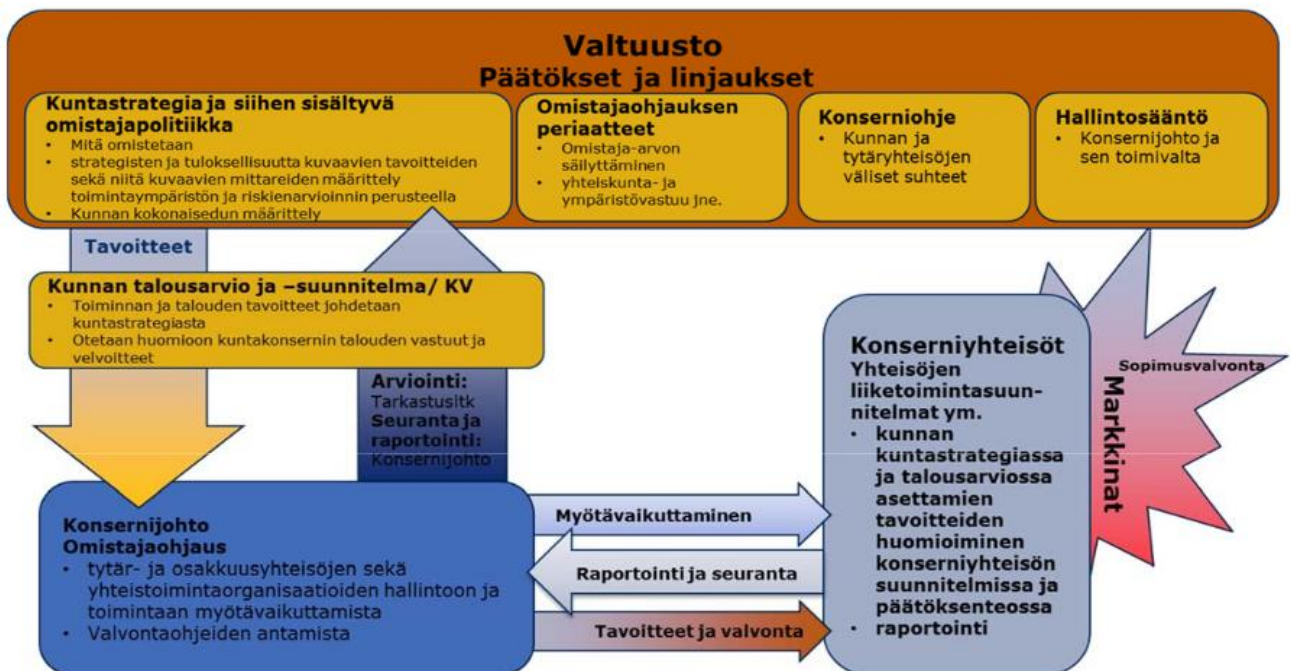 Valtuusto
Päätökset ja linjaukset
Kuntastrategia ja siihen sisältyvä
omistajapolitiikka
• Mitä omistetaan
• strategisten ja tuloksellisuutta kuvaavien tavoitteiden
sekä niitä kuvaavien mittareiden määrittely
toimintaympäristön ja riskienarvioinnin perusteella
• Kunnan kokonaisedun määrittely
Omistajaohjauksen
periaatteet
• Omistaja-arvon
säilyttäminen
• yhteiskunta- ja
ympäristövastuu jne.
Konserniohje
• Kunnan ja
tytäryhteisöjen
väliset suhteet
Hallintosääntö
• Konsernijohto ja
sen toimivalta
Tavoitteet
Kunnan talousarvio ja –suunnitelma/ KV
• Toiminnan ja talouden tavoitteet johdetaan
kuntastrategiasta
• Otetaan huomioon kuntakonsernin talouden vastuut ja
velvoitteet
Arviointi:
Tarkastusltk
Seuranta ja
raportointi:
Konsernijohto
Konsernijohto
Omistajaohjaus
• tytär- ja osakkuusyhteisöjen sekä
yhteistoimintaorganisaatioiden hallintoon ja
toimintaan myötävaikuttamista
• Valvontaohjeiden antamista
Myötävaikuttaminen
Raportointi ja seuranta
Tavoitteet ja valvonta
Konserniyhteisöt
Yhteisöjen
liiketoimintasuun-
nitelmat ym.
• kunnan
kuntastrategiassa
ja talousarviossa
asettamien
tavoitteiden
huomioiminen
konserniyhteisön
suunnitelmissa ja
päätöksenteossa
• raportointi
Sopimusvalvonta
Markkinat